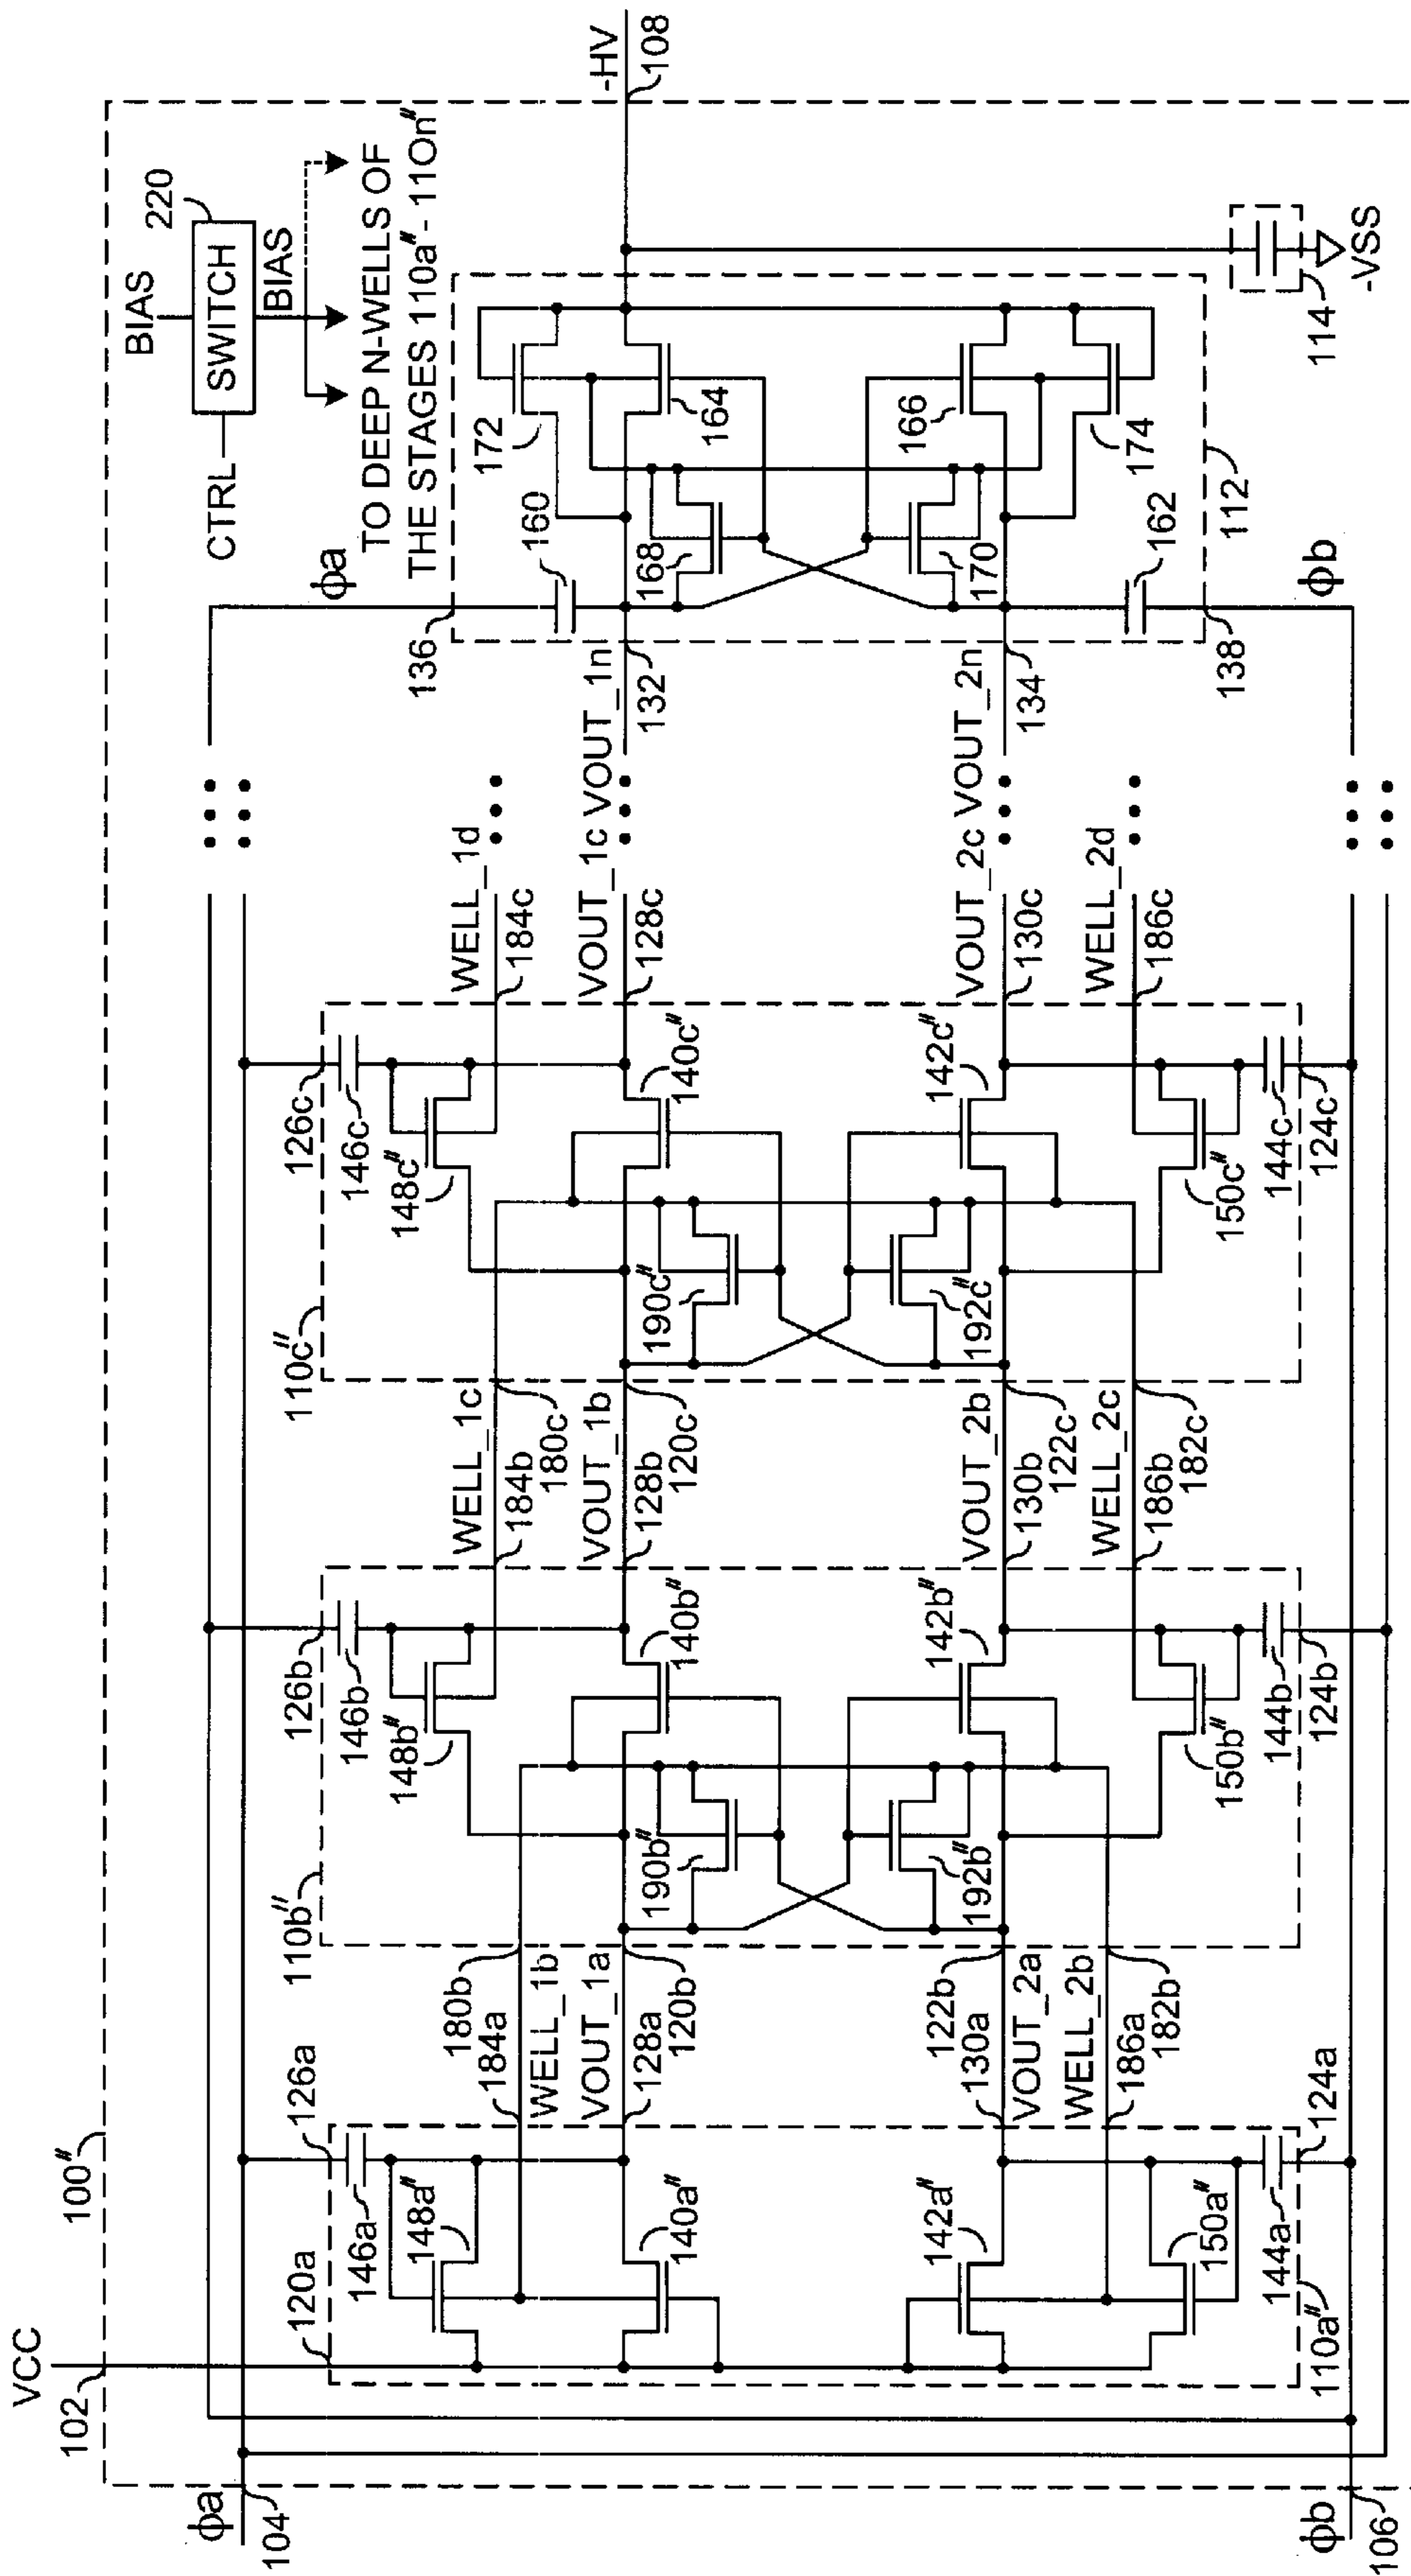 100"
VCC
102
ϕa
104
ϕb
106
120a
126a
146a
148a"
140a"
142a"
150a"
144a
124a
110a"
180b
184a
WELL_1b
VOUT_1a
128a
120b
122b
130a
VOUT_2a
WELL_2b
186a
182b
110b"
126b
146b
148b"
140b"
190b"
192b"
142b"
150b"
144b
124b
WELL_1c
184b
180c
VOUT_1b
128b
120c
VOUT_2b
130b
122c
WELL_2c
186b
182c
110c"
126c
146c
148c"
140c"
190c"
192c"
142c"
150c"
144c
124c
WELL_1d
184c
VOUT_1c
128c
VOUT_2c
130c
WELL_2d
186c
VOUT_1n
132
VOUT_2n
134
136
ϕa
160
172
164
168
170
166
174
162
138
ϕb
112
BIAS
220
CTRL
SWITCH
BIAS
TO DEEP N-WELLS OF
THE STAGES 110a"-110n"
-HV
108
114
-VSS